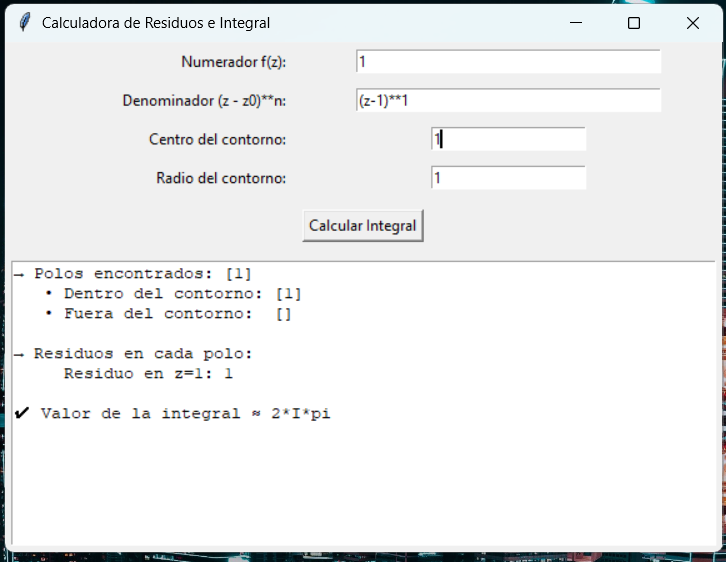 Calculadora de Residuos e Integral
Numerador f(z): 1
Denominador (z - z0)**n: (z-1)**1
Centro del contorno: 1
Radio del contorno: 1
Calcular Integral
→ Polos encontrados: [1]
• Dentro del contorno: [1]
• Fuera del contorno:  []
→ Residuos en cada polo:
Residuo en z=1: 1
✔ Valor de la integral ≈ 2*I*pi